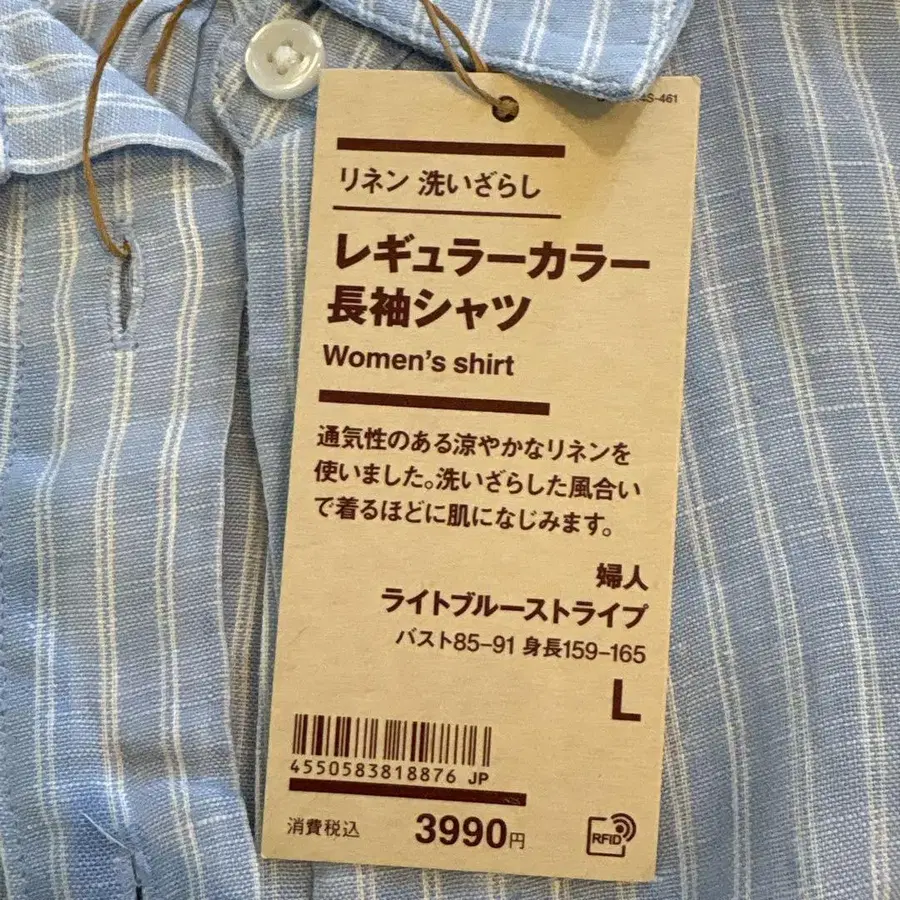 4S-461
リネン 洗いざらし
レギュラーカラー
長袖シャツ
Women's shirt
通気性のある涼やかなリネンを
使いました。洗いざらした風合い
で着るほどに肌になじみます。
婦人
ライトブルーストライプ
バスト85-91 身長159-165
L
4550583818876 JP
消費税込 3990円
RFID